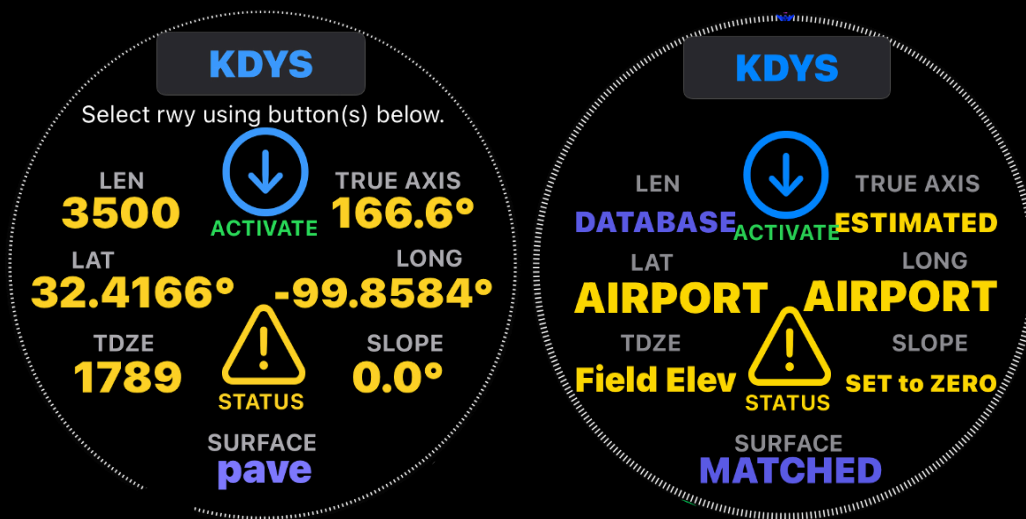 KDYS
Select rwy using button(s) below.
LEN
3500
ACTIVATE
TRUE AXIS
166.6°
LAT
32.4166°
LONG
-99.8584°
TDZE
1789
STATUS
SLOPE
0.0°
SURFACE
pave
KDYS
LEN
DATABASE
ACTIVATE
TRUE AXIS
ESTIMATED
LAT
AIRPORT
LONG
AIRPORT
TDZE
Field Elev
STATUS
SLOPE
SET to ZERO
SURFACE
MATCHED